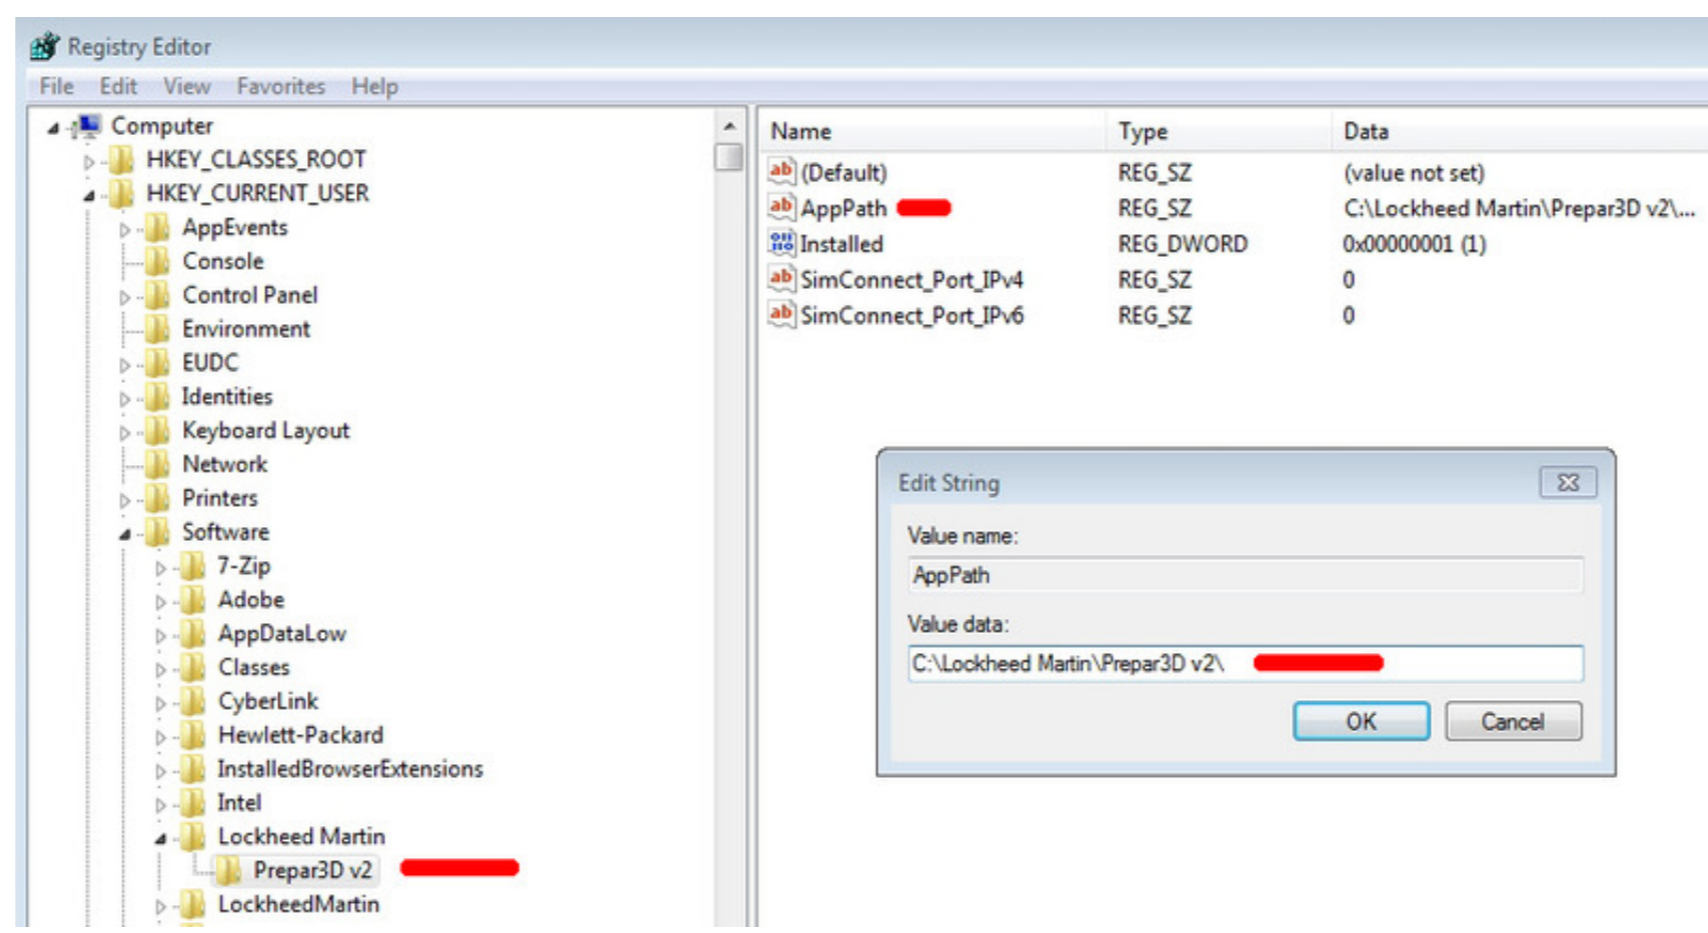 Registry Editor
File Edit View Favorites Help
Computer
HKEY_CLASSES_ROOT
HKEY_CURRENT_USER
AppEvents
Console
Control Panel
Environment
EUDC
Identities
Keyboard Layout
Network
Printers
Software
7-Zip
Adobe
AppDataLow
Classes
CyberLink
Hewlett-Packard
InstalledBrowserExtensions
Intel
Lockheed Martin
Prepar3D v2
LockheedMartin
Name Type Data
(Default) REG_SZ (value not set)
AppPath REG_SZ C:\Lockheed Martin\Prepar3D v2\...
Installed REG_DWORD 0x00000001 (1)
SimConnect_Port_IPv4 REG_SZ 0
SimConnect_Port_IPv6 REG_SZ 0
Edit String
Value name:
AppPath
Value data:
C:\Lockheed Martin\Prepar3D v2\
OK Cancel